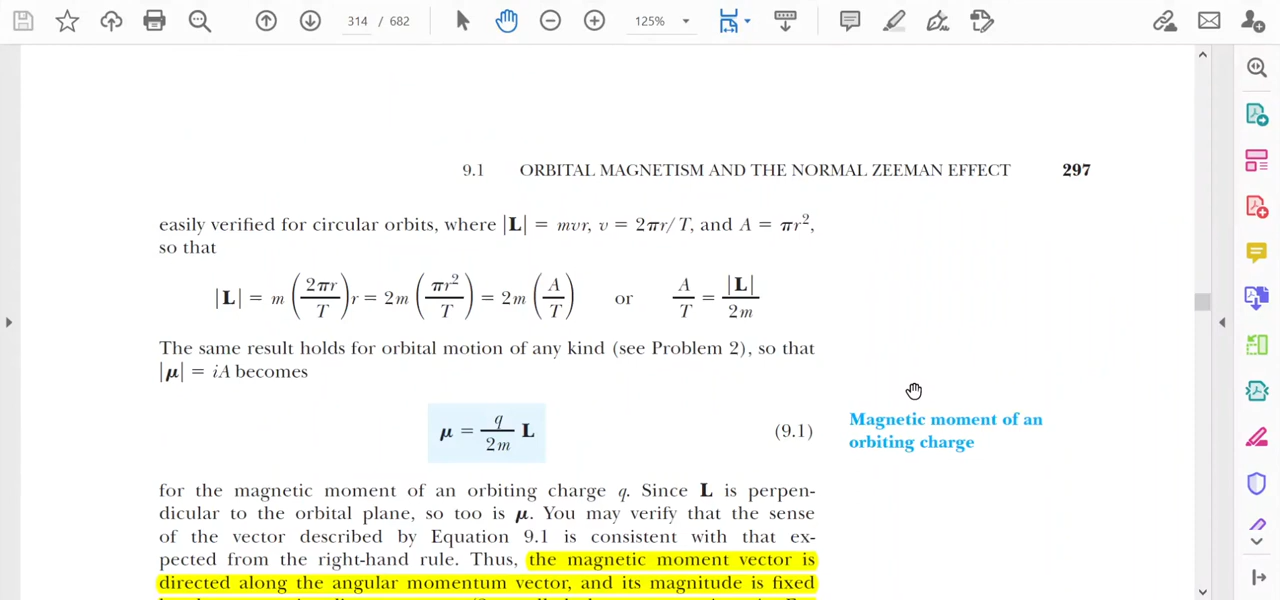 314 / 682
125%
9.1 ORBITAL MAGNETISM AND THE NORMAL ZEEMAN EFFECT 297
easily verified for circular orbits, where |L| = mvr, v = 2πr/T, and A = πr²,
so that
|L| = m (2πr/T) r = 2m (πr²/T) = 2m (A/T) or A/T = |L|/2m
The same result holds for orbital motion of any kind (see Problem 2), so that
|μ| = iA becomes
μ = q/2m L (9.1)
Magnetic moment of an
orbiting charge
for the magnetic moment of an orbiting charge q. Since L is perpen-
dicular to the orbital plane, so too is μ. You may verify that the sense
of the vector described by Equation 9.1 is consistent with that ex-
pected from the right-hand rule. Thus, the magnetic moment vector is
directed along the angular momentum vector, and its magnitude is fixed